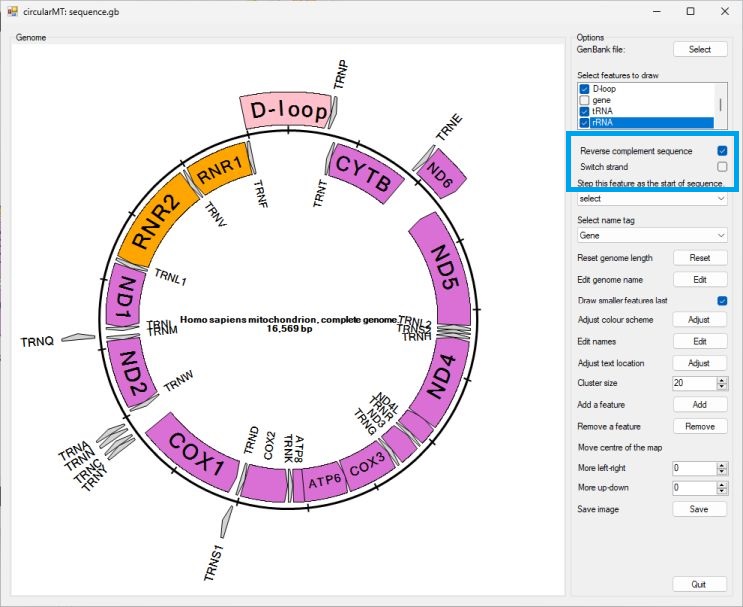 circularMT: sequence.gb
Genome
Options
GenBank file:
Select
Select features to draw
D-loop
gene
tRNA
rRNA
Reverse complement sequence
Switch strand
Step this feature as the start of sequence
select
Select name tag
Gene
Reset genome length
Reset
Edit genome name
Edit
Draw smaller features last
Adjust colour scheme
Adjust
Edit names
Edit
Adjust text location
Adjust
Cluster size
20
Add a feature
Add
Remove a feature
Remove
Move centre of the map
More left-right
0
More up-down
0
Save image
Save
Quit
D-loop
TRNP
TRNE
ND6
CYTB
TRNT
ND5
TRNL2
TRNS2
TRNH
ND4
ND4L
TRNR
ND3
TRNG
COX3
ATP6
ATP8
TRNK
COX2
TRND
TRNS1
COX1
TRNY
TRNC
TRNN
TRNA
TRNW
ND2
TRNM
TRNQ
TRNI
ND1
TRNL1
RNR2
TRNV
RNR1
TRNF
Homo sapiens mitochondrion, complete genome.
16,569 bp